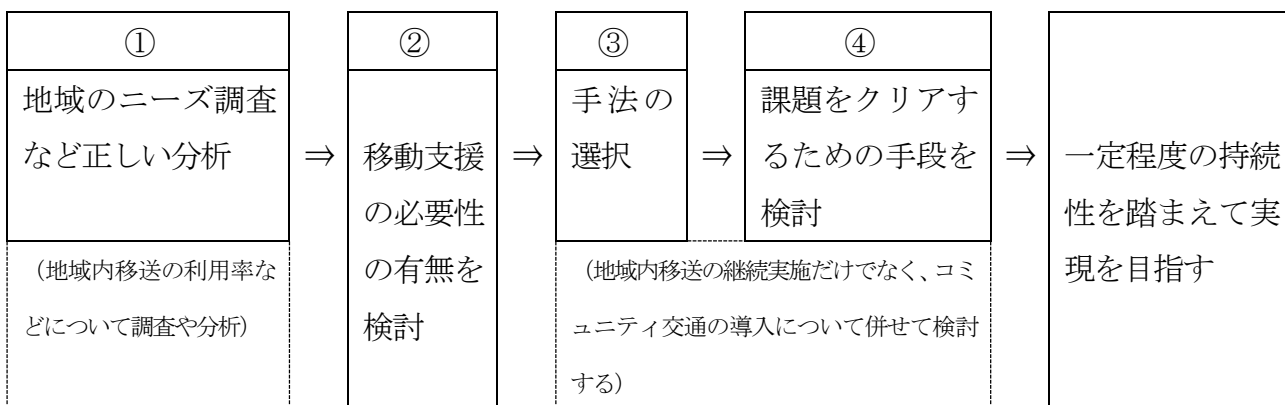 ①
地域のニーズ調査
など正しい分析
（地域内移送の利用率な
どについて調査や分析）
⇒
②
移動支援
の必要性
の有無を
検討
⇒
③
手法の
選択
⇒
④
課題をクリアす
るための手段を
検討
（地域内移送の継続実施だけでなく、コミ
ュニティ交通の導入について併せて検討
する）
⇒
一定程度の持続
性を踏まえて実
現を目指す